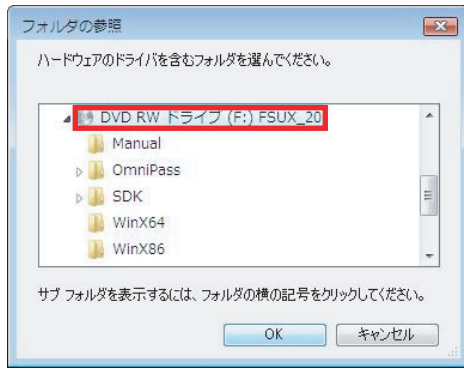 フォルダの参照
ハードウェアのドライバを含むフォルダを選んでください。
DVD RW ドライブ (F:) FSUX_20
Manual
OmniPass
SDK
WinX64
WinX86
サブ フォルダを表示するには、フォルダの横の記号をクリックしてください。
OK キャンセル